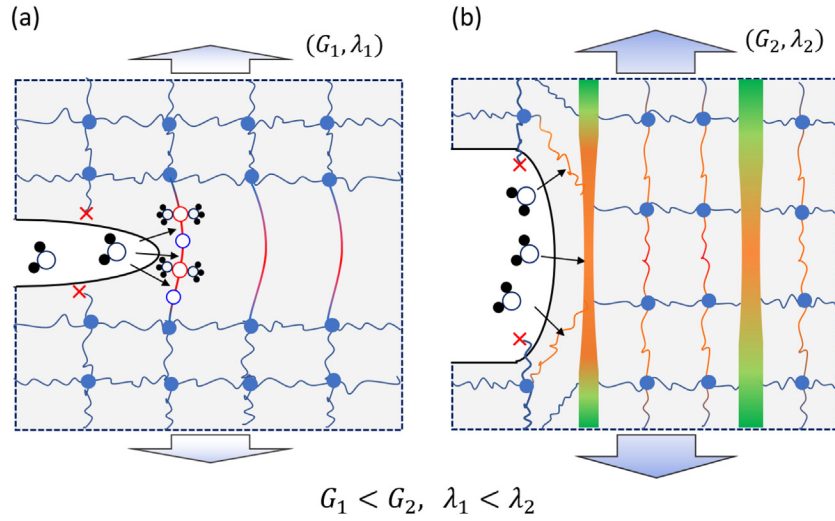 (a)
(G₁, λ₁)
(b)
(G₂, λ₂)
G₁ < G₂, λ₁ < λ₂